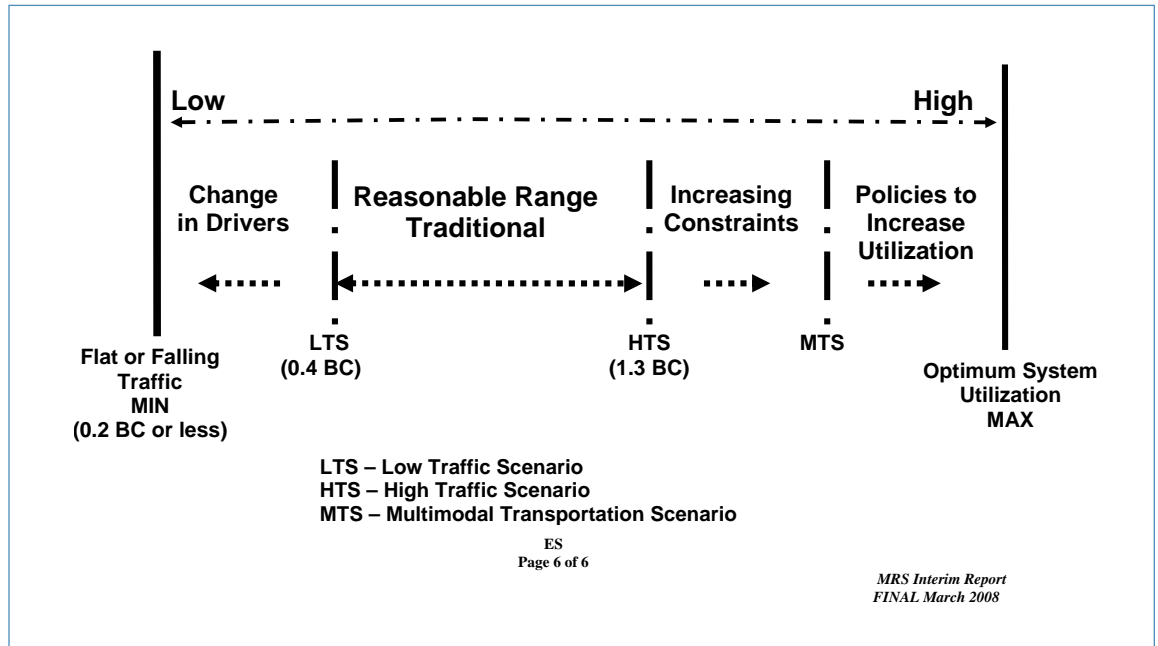 Low
High
Change
in Drivers
Reasonable Range
Traditional
Increasing
Constraints
Policies to
Increase
Utilization
Flat or Falling
Traffic
MIN
(0.2 BC or less)
LTS
(0.4 BC)
HTS
(1.3 BC)
MTS
Optimum System
Utilization
MAX
LTS – Low Traffic Scenario
HTS – High Traffic Scenario
MTS – Multimodal Transportation Scenario
ES
Page 6 of 6
MRS Interim Report
FINAL March 2008